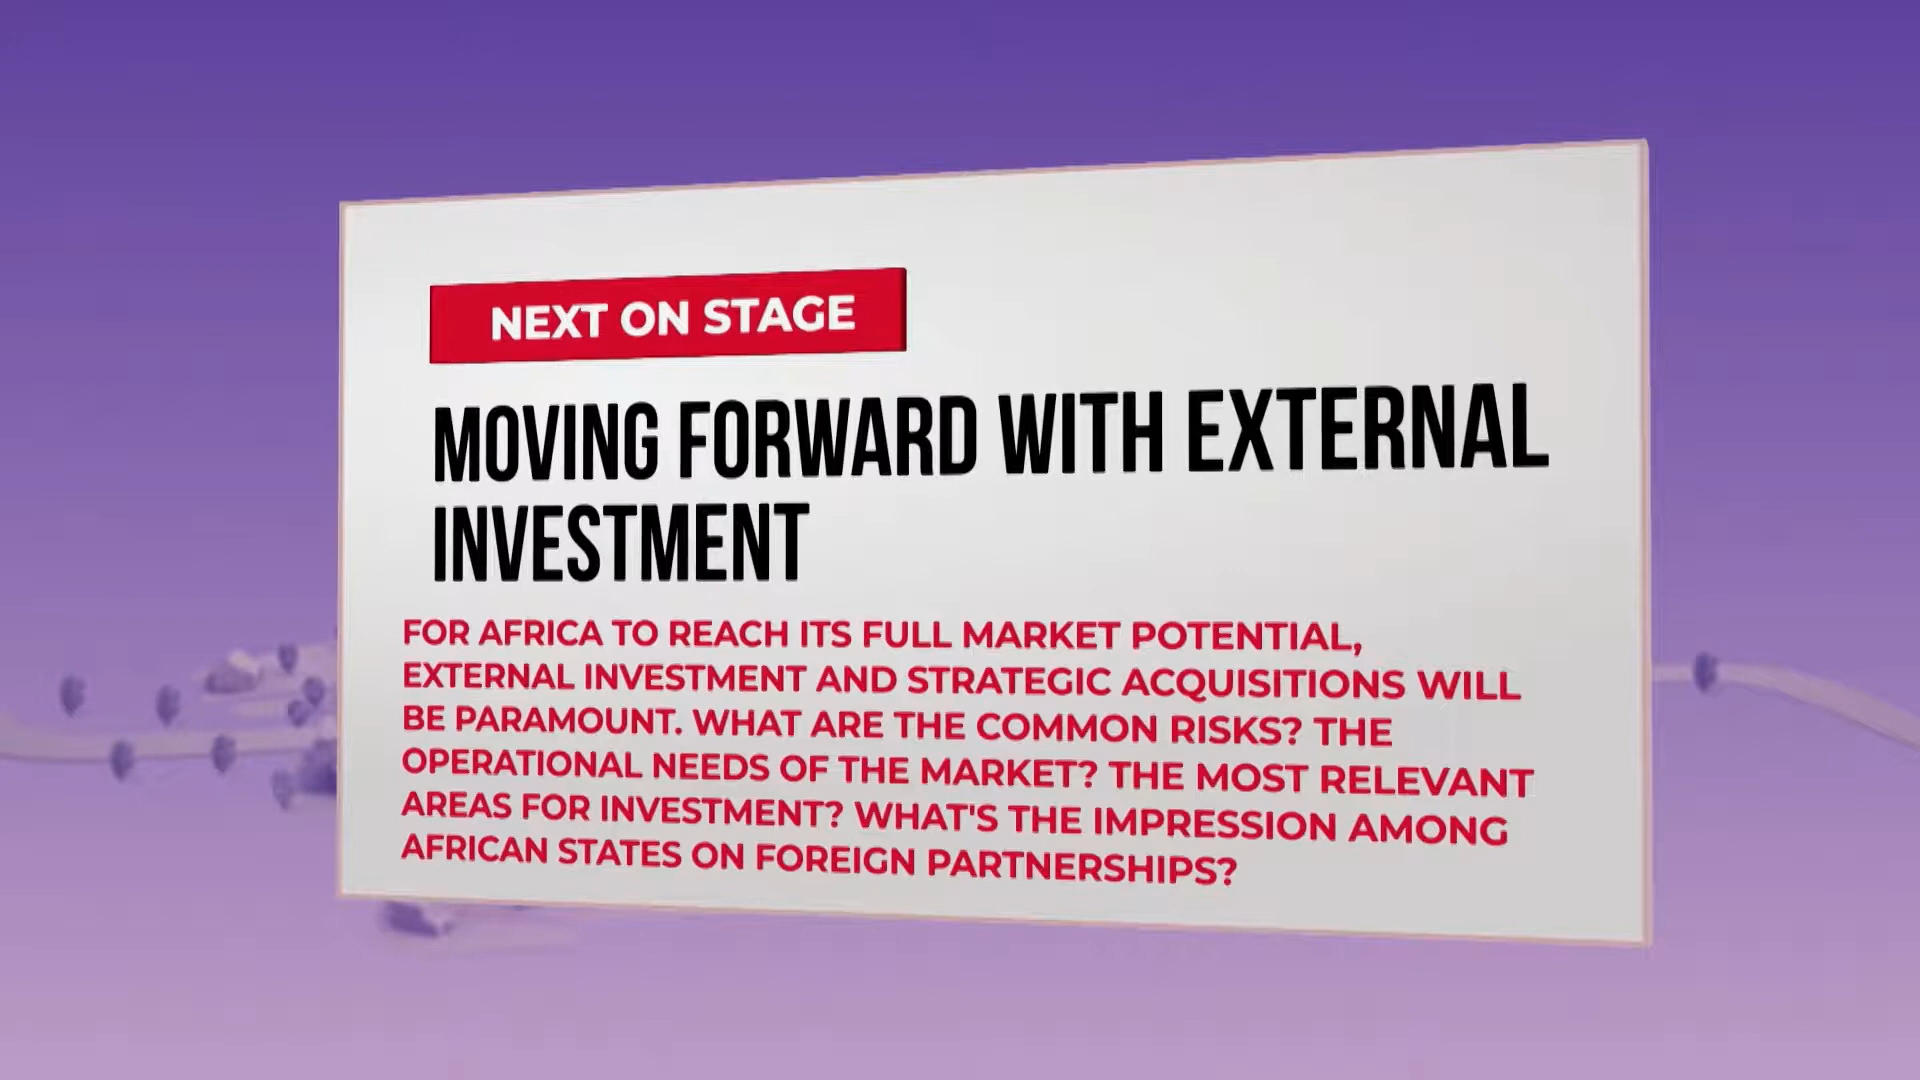 NEXT ON STAGE
MOVING FORWARD WITH EXTERNAL
INVESTMENT
FOR AFRICA TO REACH ITS FULL MARKET POTENTIAL,
EXTERNAL INVESTMENT AND STRATEGIC ACQUISITIONS WILL
BE PARAMOUNT. WHAT ARE THE COMMON RISKS? THE
OPERATIONAL NEEDS OF THE MARKET? THE MOST RELEVANT
AREAS FOR INVESTMENT? WHAT'S THE IMPRESSION AMONG
AFRICAN STATES ON FOREIGN PARTNERSHIPS?